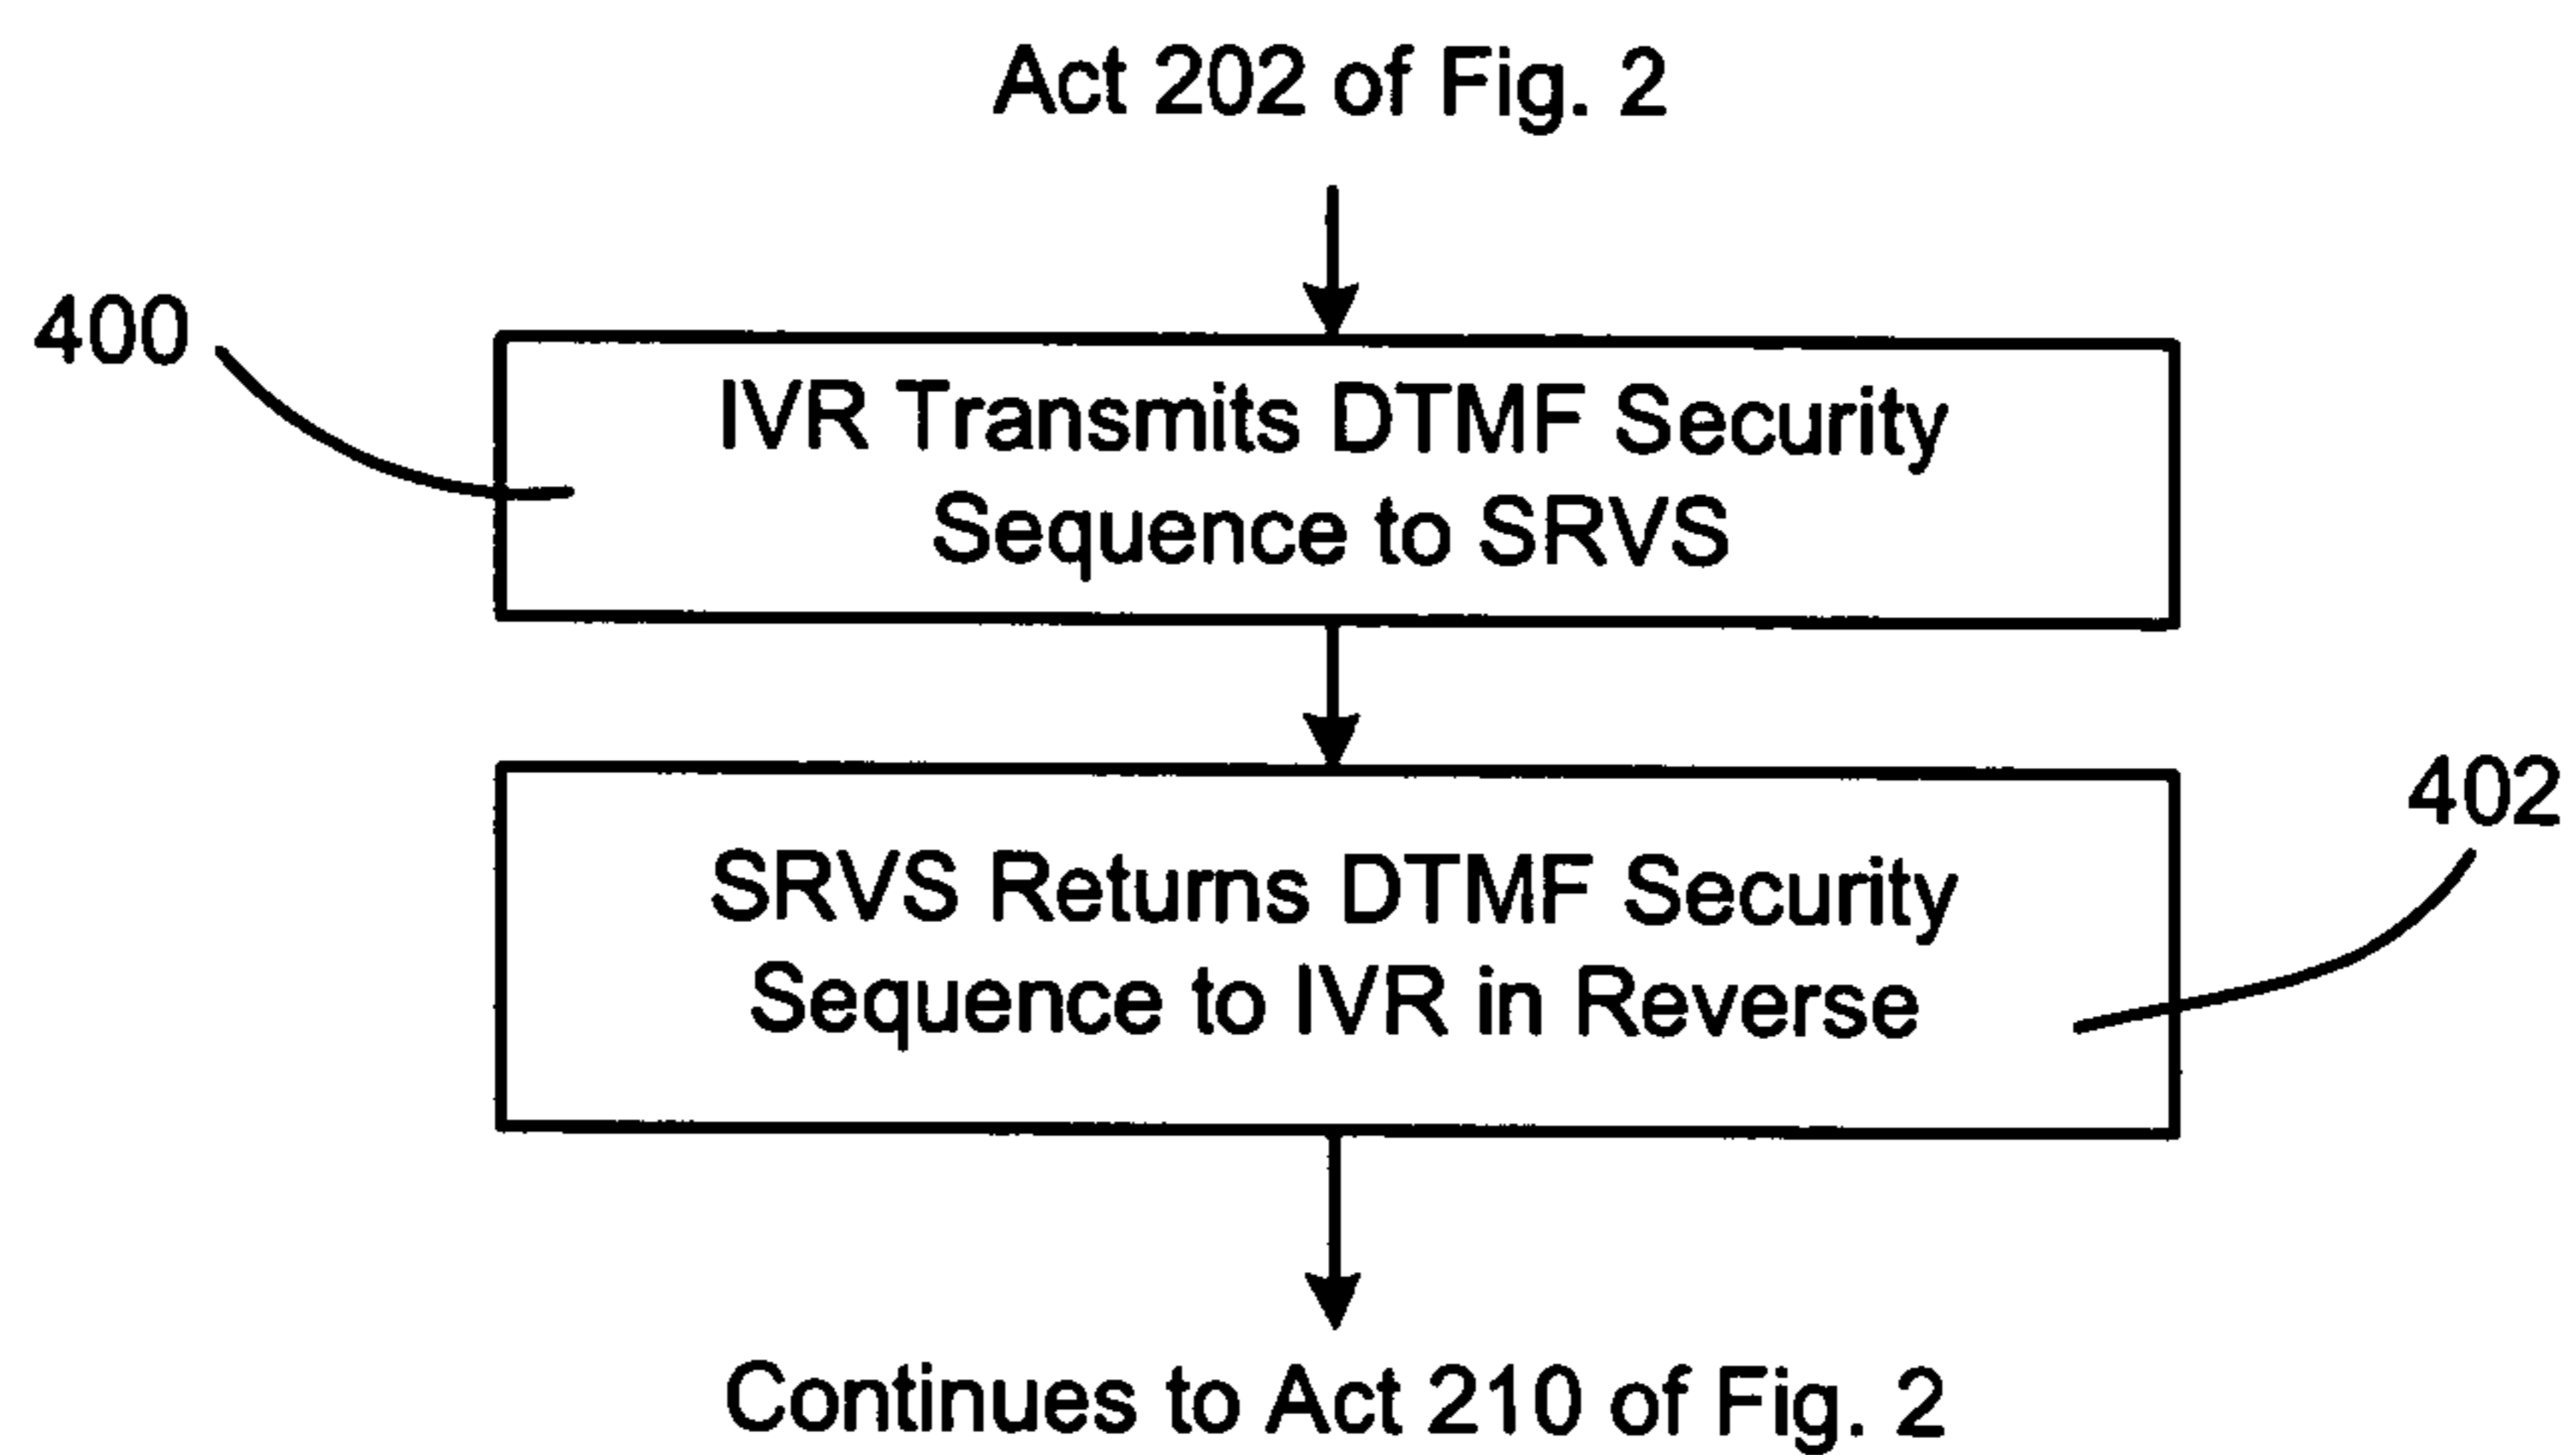 Act 202 of Fig. 2
400
IVR Transmits DTMF Security
Sequence to SRVS
402
SRVS Returns DTMF Security
Sequence to IVR in Reverse
Continues to Act 210 of Fig. 2